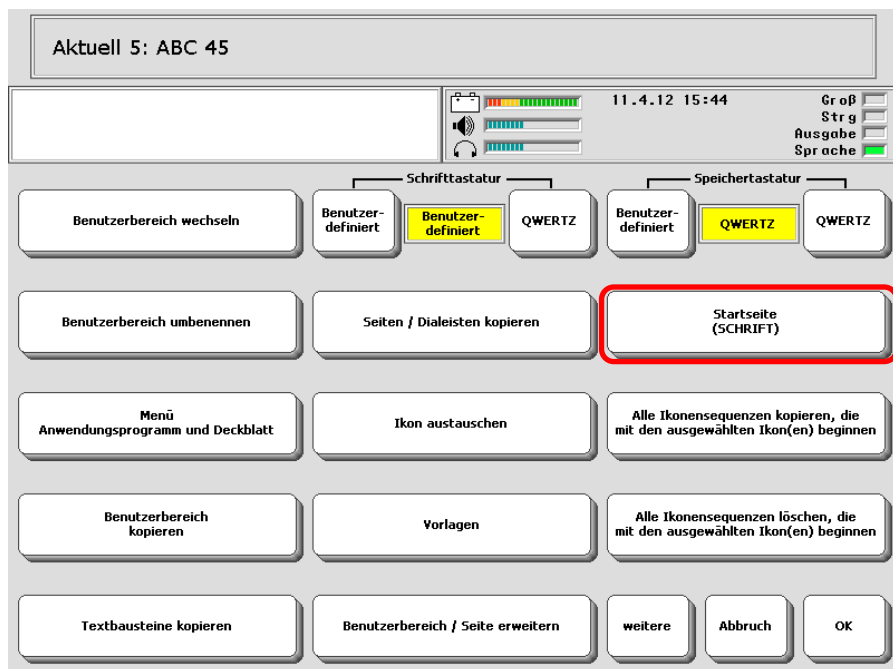 Aktuell 5: ABC 45
11.4.12 15:44
Groß
Strg
Ausgabe
Sprache
Schrifttastatur
Speichertastatur
Benutzerbereich wechseln
Benutzer-
definiert
Benutzer-
definiert
QWERTZ
Benutzer-
definiert
QWERTZ
QWERTZ
Benutzerbereich umbenennen
Seiten / Dialeisten kopieren
Startseite
(SCHRIFT)
Menü
Anwendungsprogramm und Deckblatt
Ikon austauschen
Alle Ikonensequenzen kopieren, die
mit den ausgewählten Ikon(en) beginnen
Benutzerbereich
kopieren
Vorlagen
Alle Ikonensequenzen löschen, die
mit den ausgewählten Ikon(en) beginnen
Textbausteine kopieren
Benutzerbereich / Seite erweitern
weitere
Abbruch
OK